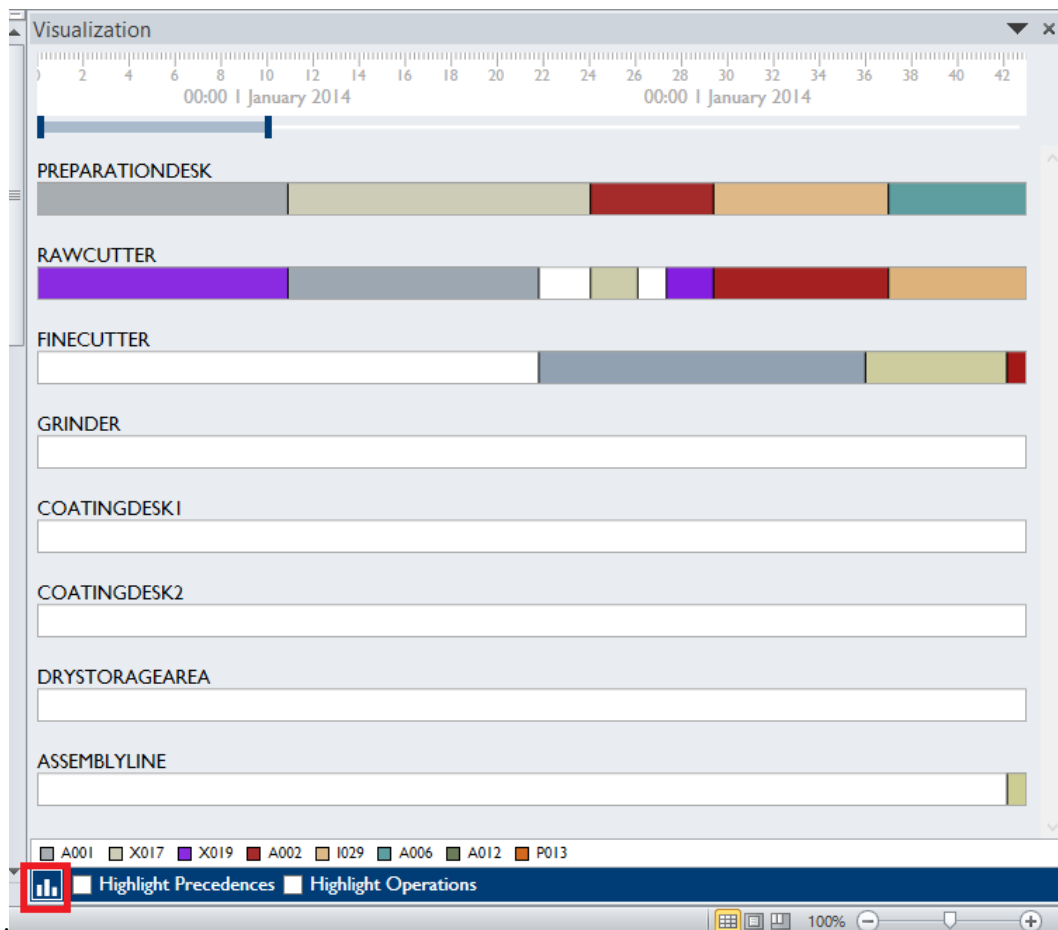 Visualization
0 2 4 6 8 10 12 14 16 18 20 22 24 26 28 30 32 34 36 38 40 42
00:00 1 January 2014 00:00 1 January 2014
PREPARATIONDESK
RAWCUTTER
FINECUTTER
GRINDER
COATINGDESK1
COATINGDESK2
DRYSTORAGEAREA
ASSEMBLYLINE
A001 X017 X019 A002 I029 A006 A012 P013
Highlight Precedences Highlight Operations
100%